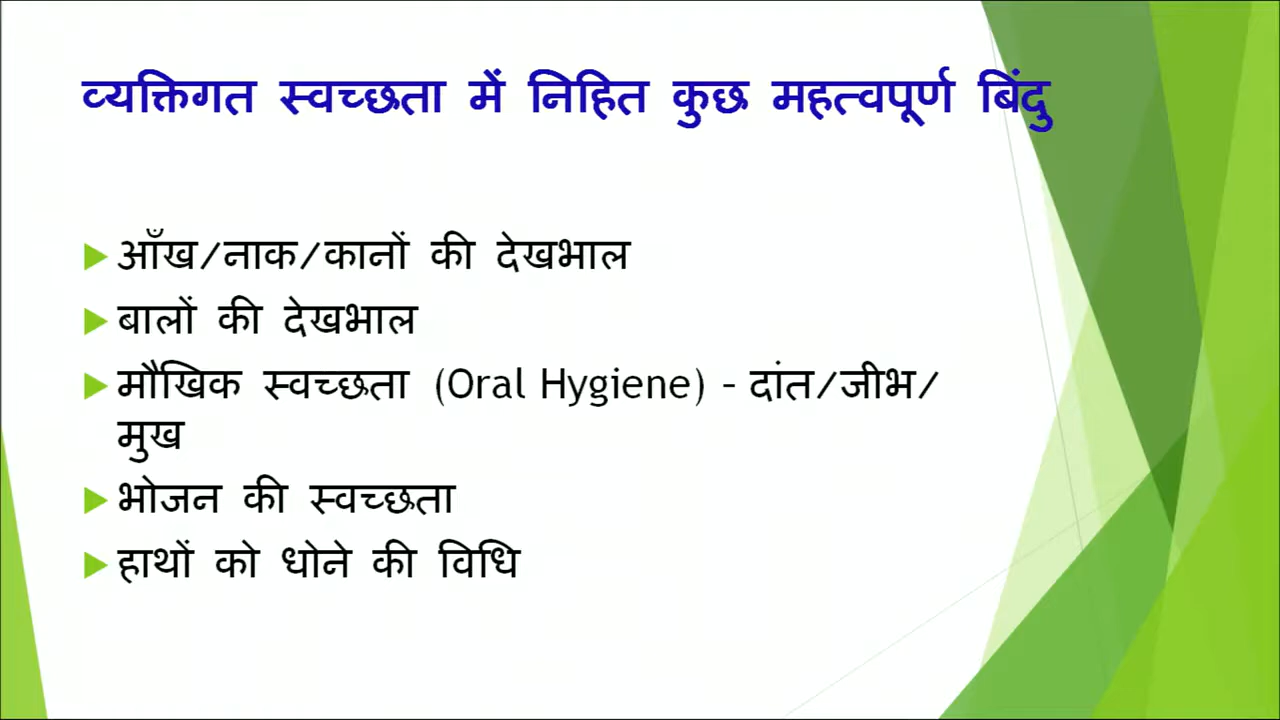 व्यक्तिगत स्वच्छता में निहित कुछ महत्वपूर्ण बिंदु
आँख/नाक/कानों की देखभाल
बालों की देखभाल
मौखिक स्वच्छता (Oral Hygiene) - दांत/जीभ/
मुख
भोजन की स्वच्छता
हाथों को धोने की विधि